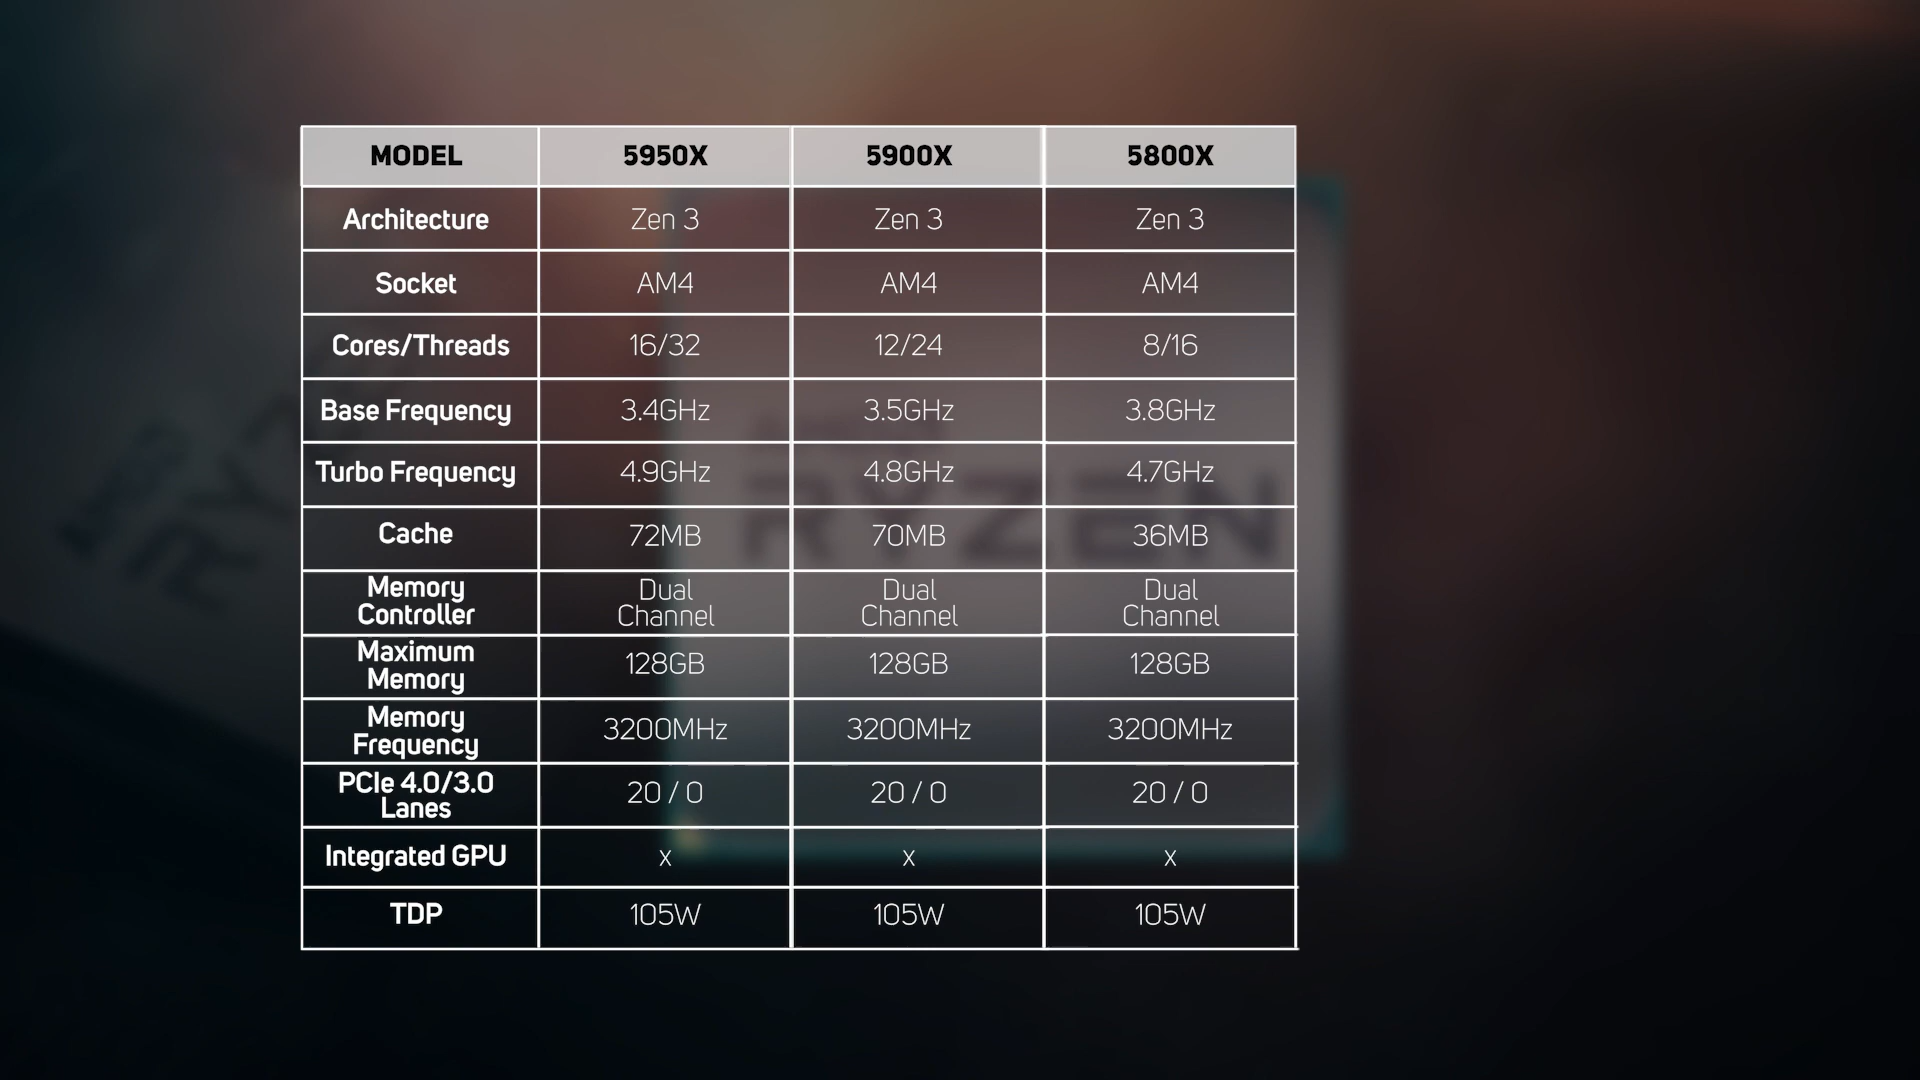 MODEL 5950X 5900X 5800X
Architecture Zen 3 Zen 3 Zen 3
Socket AM4 AM4 AM4
Cores/Threads 16/32 12/24 8/16
Base Frequency 3.4GHz 3.5GHz 3.8GHz
Turbo Frequency 4.9GHz 4.8GHz 4.7GHz
Cache 72MB 70MB 36MB
Memory Controller Dual Channel Dual Channel Dual Channel
Maximum Memory 128GB 128GB 128GB
Memory Frequency 3200MHz 3200MHz 3200MHz
PCIe 4.0/3.0 Lanes 20 / 0 20 / 0 20 / 0
Integrated GPU x x x
TDP 105W 105W 105W
RYZEN